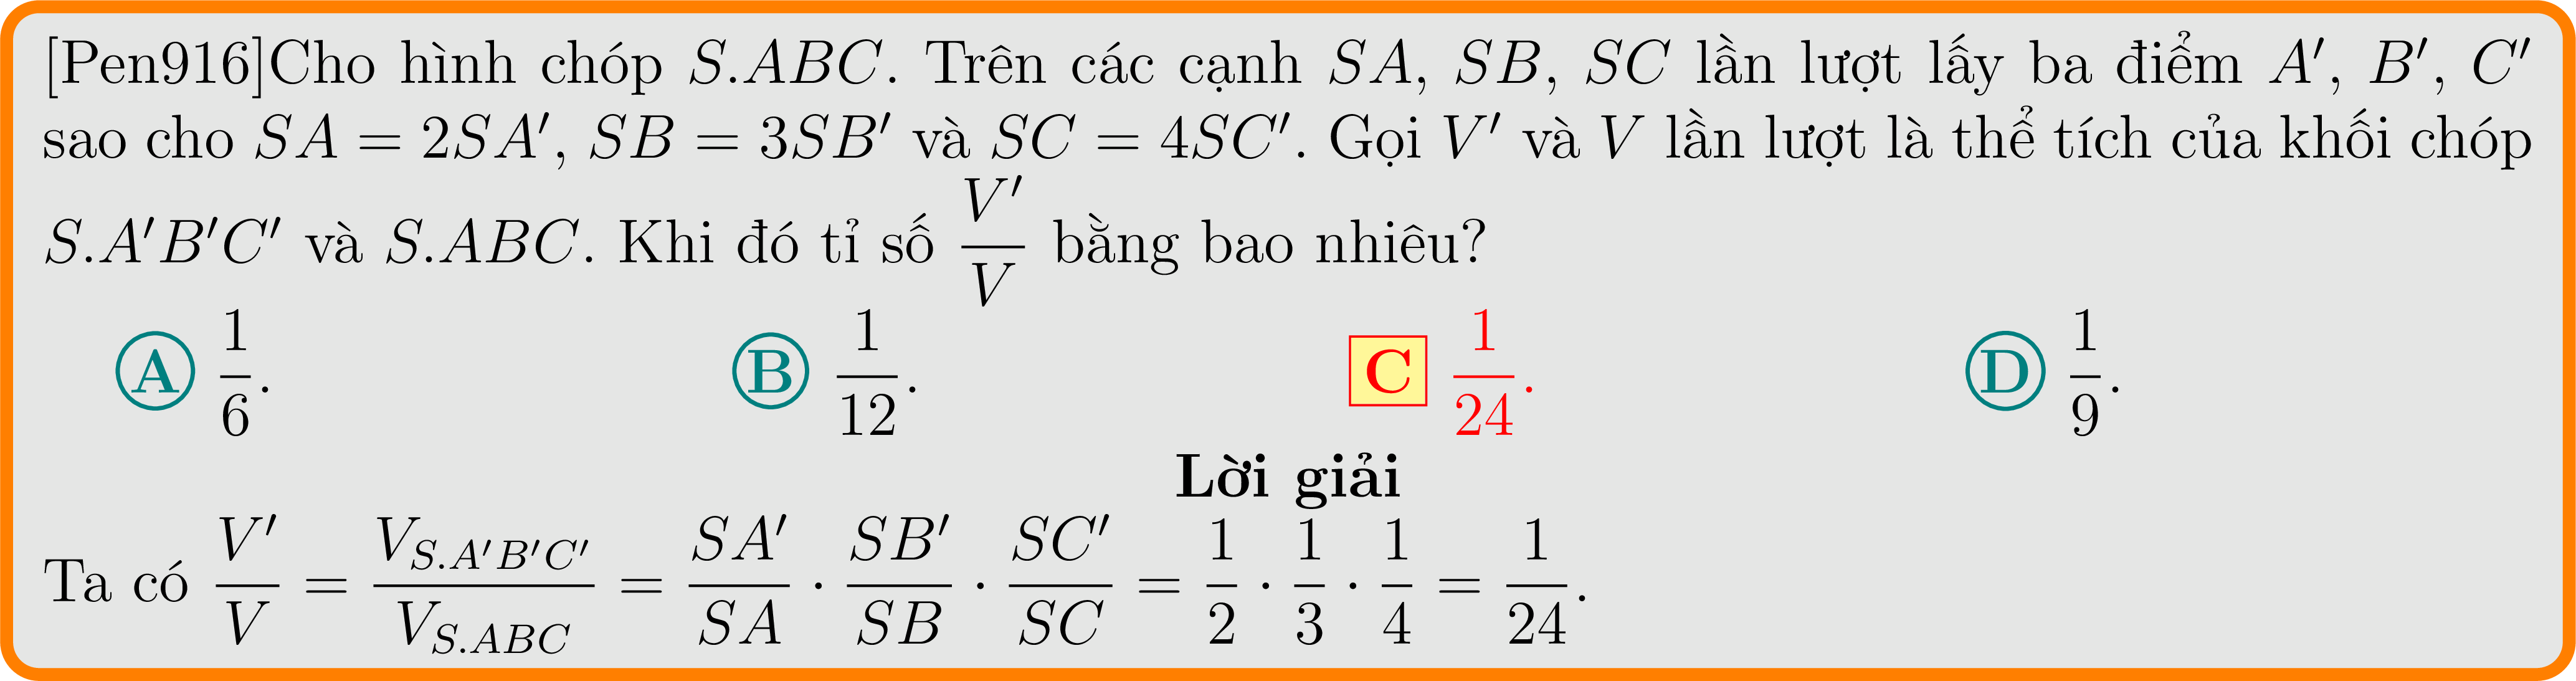 [Pen916]Cho hình chóp S.ABC. Trên các cạnh SA, SB, SC lần lượt lấy ba điểm A′, B′, C′
sao cho SA = 2SA′, SB = 3SB′ và SC = 4SC′. Gọi V′ và V lần lượt là thể tích của khối chóp
S.A′B′C′ và S.ABC. Khi đó tỉ số \frac{V′}{V} bằng bao nhiêu?
A \frac{1}{6}. B \frac{1}{12}. C \frac{1}{24}. D \frac{1}{9}.
Lời giải
Ta có \frac{V′}{V} = \frac{V_{S.A′B′C′}}{V_{S.ABC}} = \frac{SA′}{SA} · \frac{SB′}{SB} · \frac{SC′}{SC} = \frac{1}{2} · \frac{1}{3} · \frac{1}{4} = \frac{1}{24}.